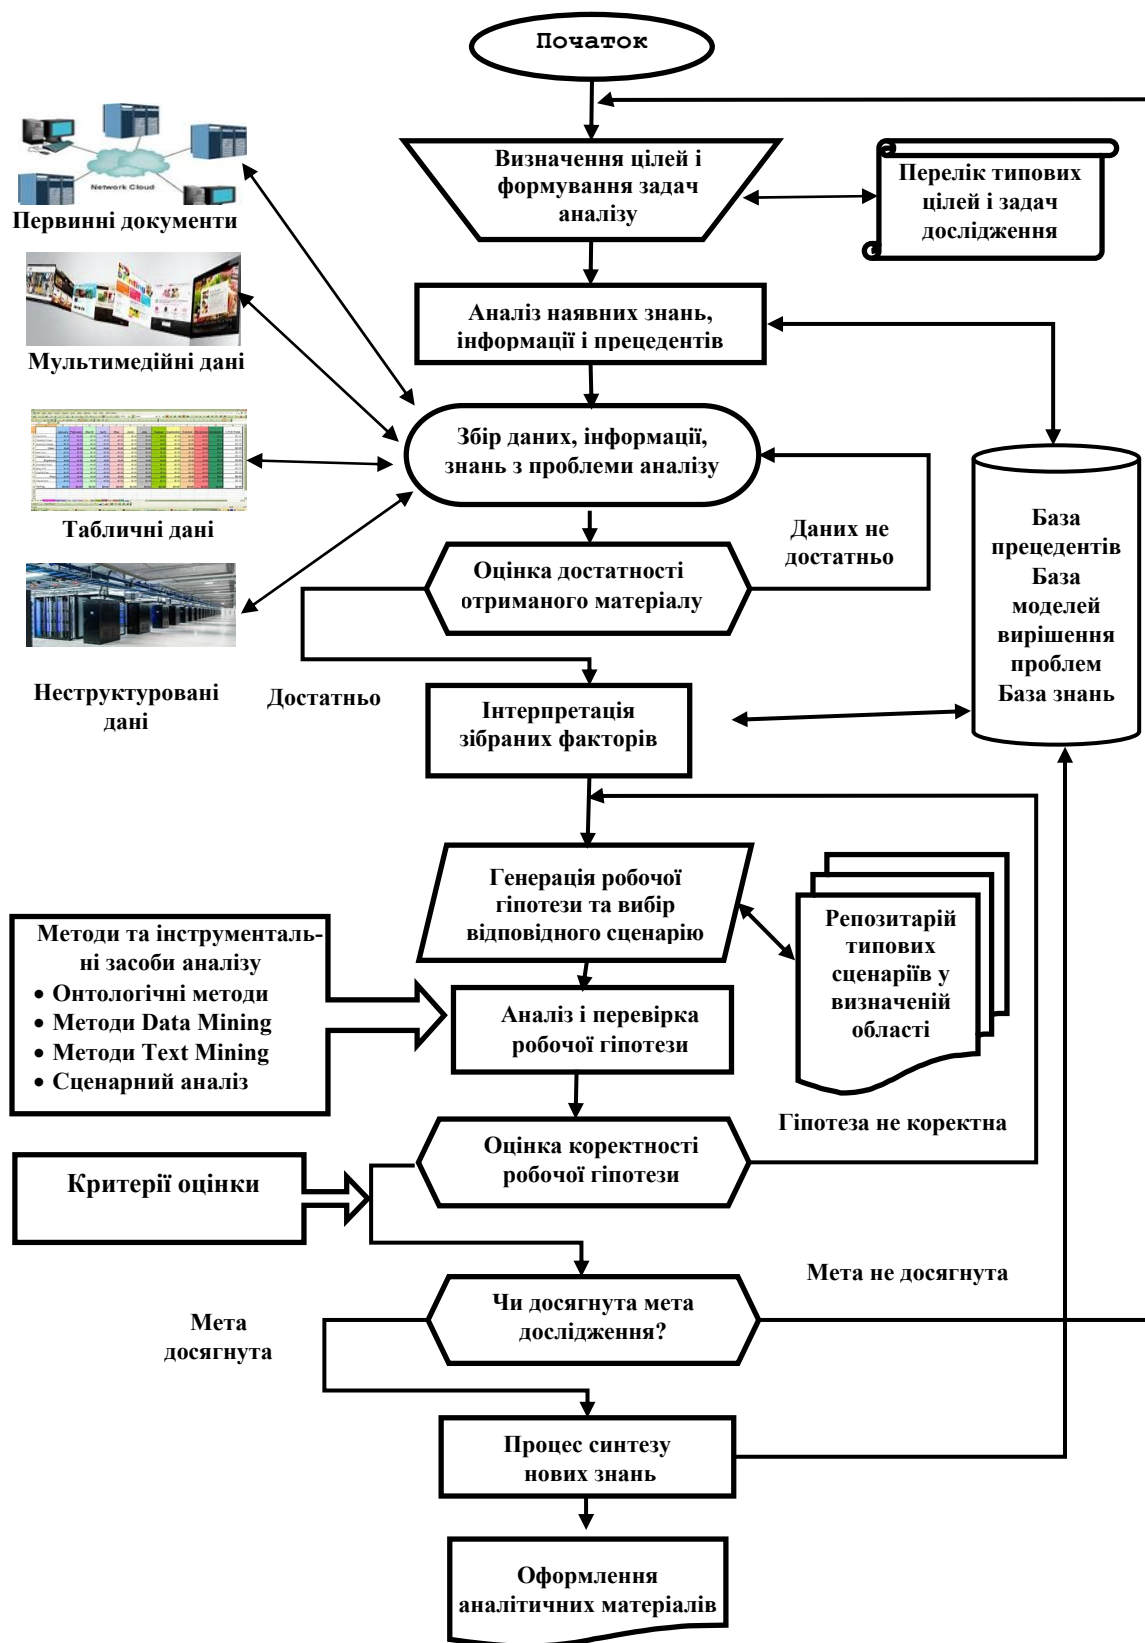 Початок
Визначення цілей і
формування задач
аналізу
Перелік типових
цілей і задач
дослідження
Network Cloud
Первинні документи
Аналіз наявних знань,
інформації і прецедентів
Мультимедійні дані
Збір даних, інформації,
знань з проблеми аналізу
Табличні дані
Даних не
достатньо
База
прецедентів
База
моделей
вирішення
проблем
База знань
Оцінка достатності
отриманого матеріалу
Неструктуровані
дані
Достатньо
Інтерпретація
зібраних факторів
Генерація робочої
гіпотези та вибір
відповідного сценарію
Репозитарій
типових
сценаріїв у
визначеній
області
Методи та інструменталь-
ні засоби аналізу
• Онтологічні методи
• Методи Data Mining
• Методи Text Mining
• Сценарний аналіз
Аналіз і перевірка
робочої гіпотези
Гіпотеза не коректна
Оцінка коректності
робочої гіпотези
Критерії оцінки
Мета не досягнута
Чи досягнута мета
дослідження?
Мета
досягнута
Процес синтезу
нових знань
Оформлення
аналітичних матеріалів